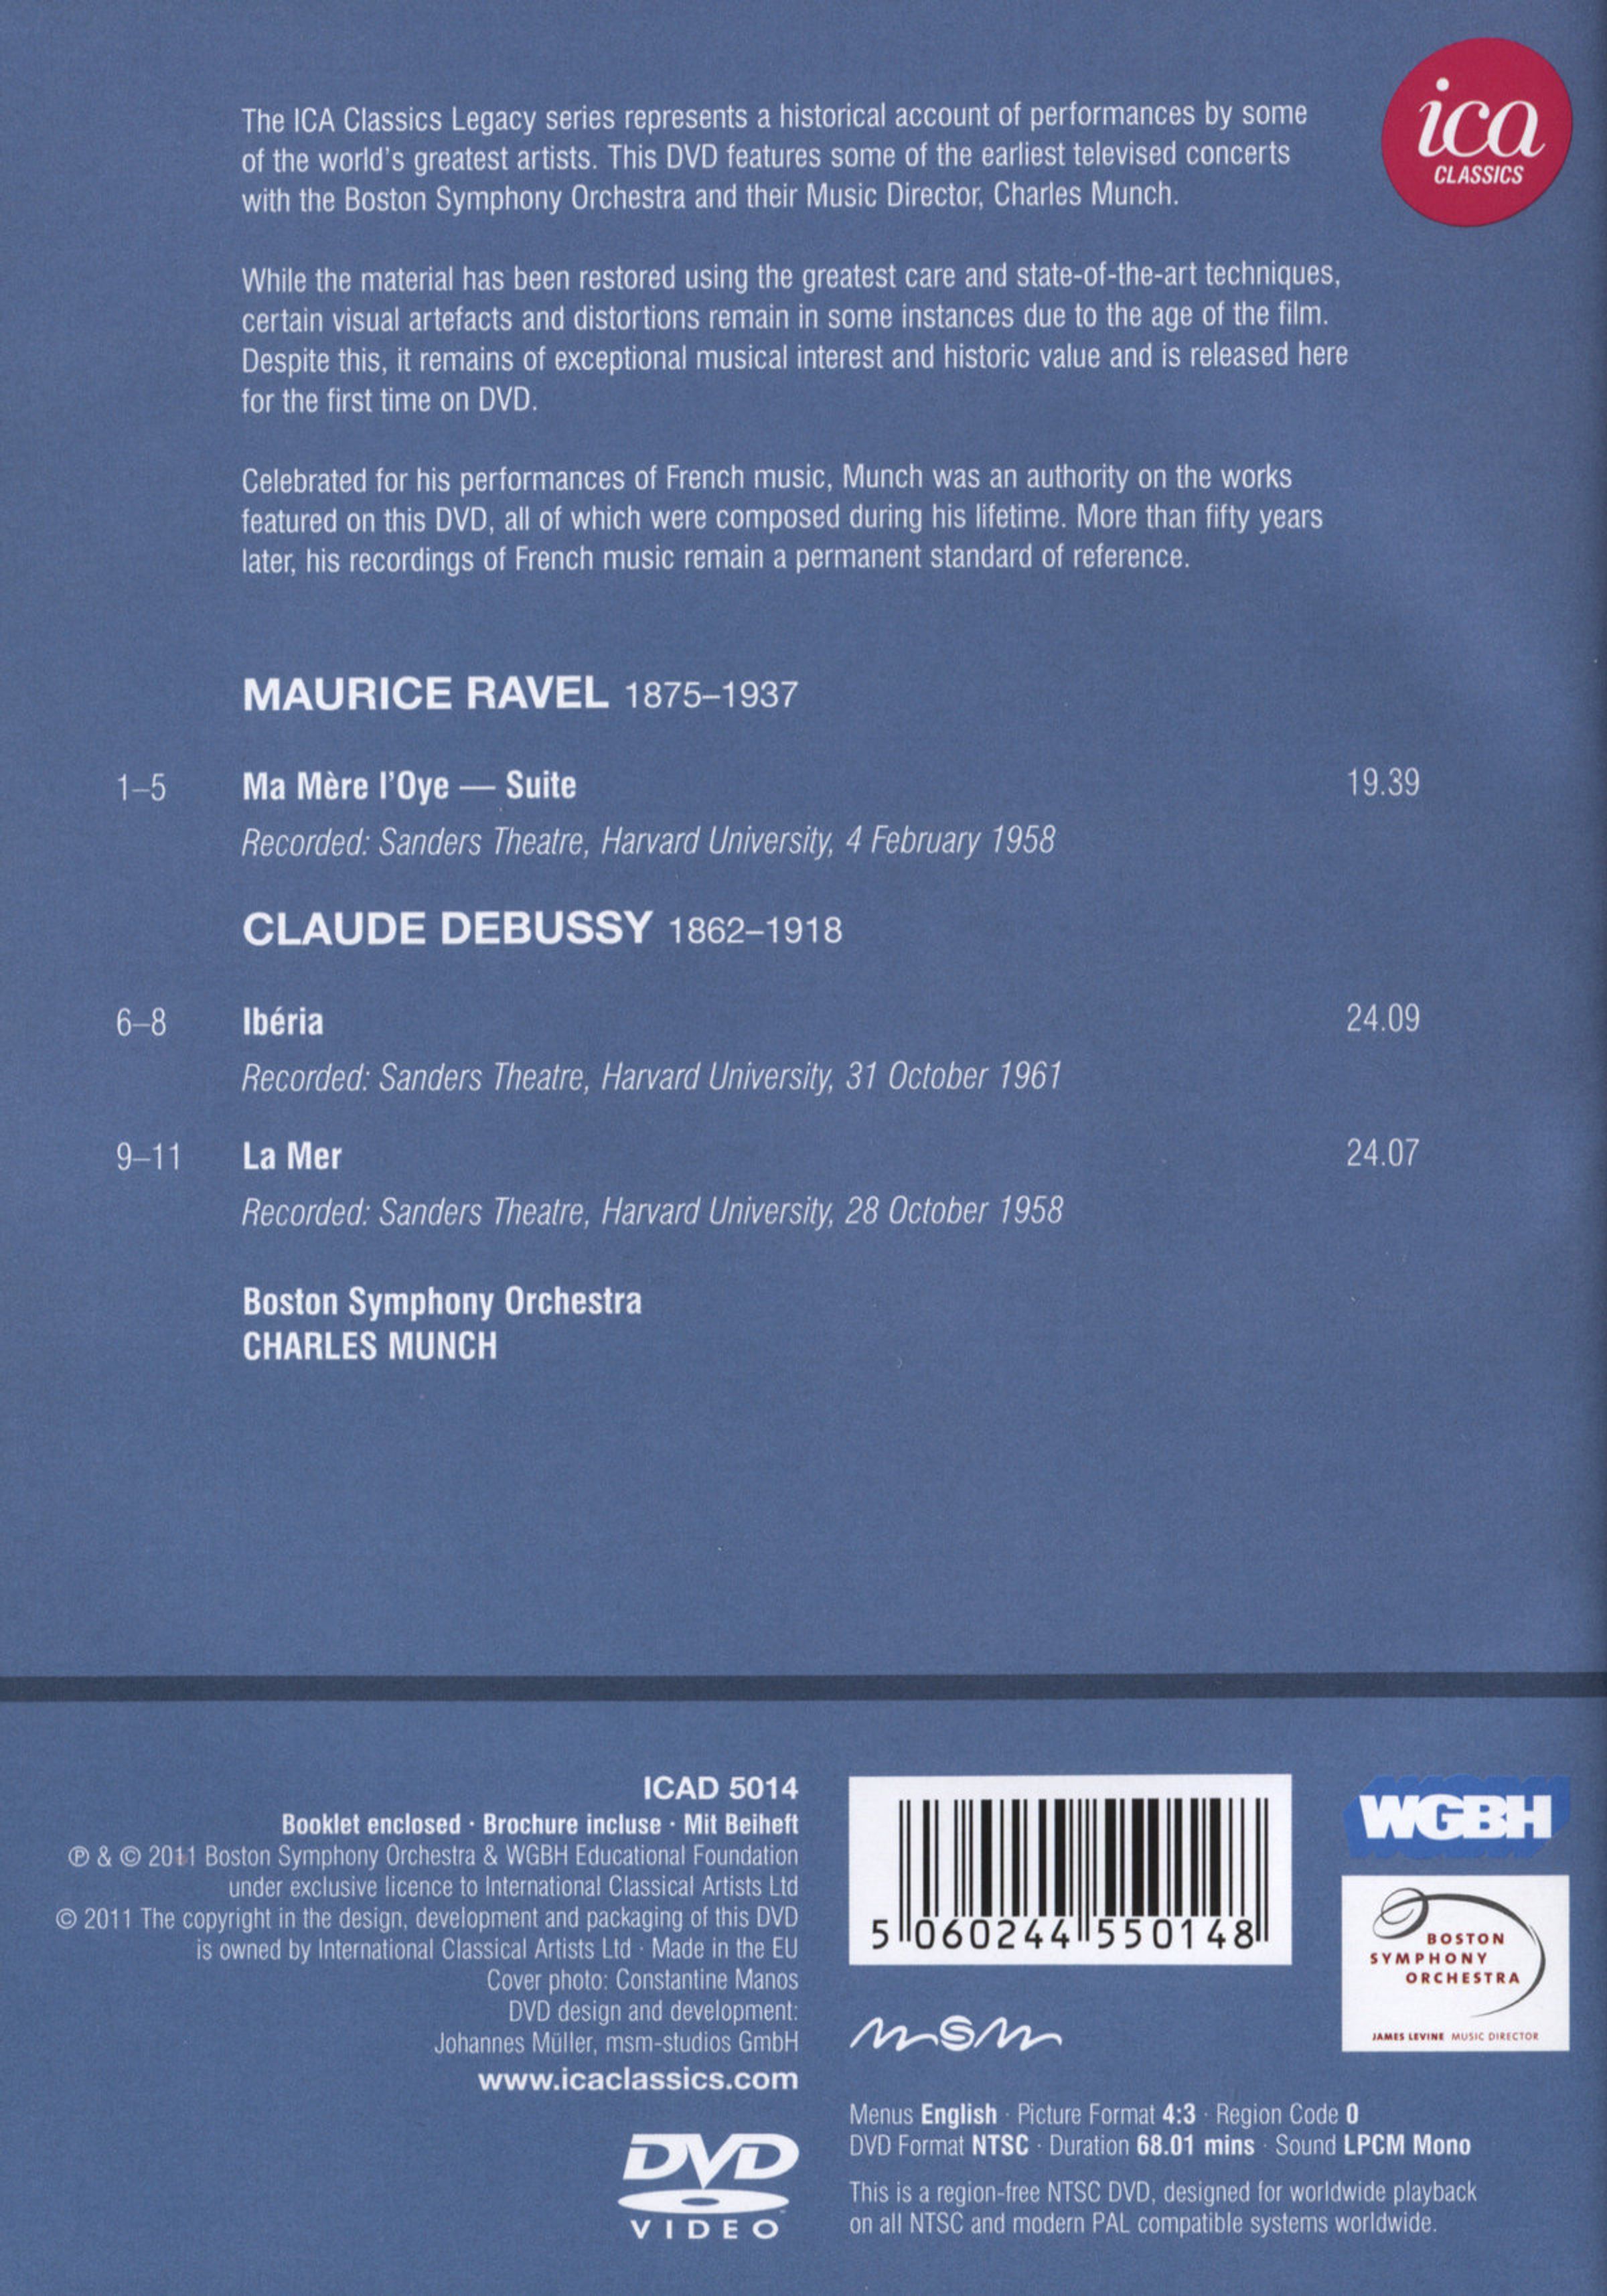 ica
CLASSICS
The ICA Classics Legacy series represents a historical account of performances by some
of the world's greatest artists. This DVD features some of the earliest televised concerts
with the Boston Symphony Orchestra and their Music Director, Charles Munch.
While the material has been restored using the greatest care and state-of-the-art techniques,
certain visual artefacts and distortions remain in some instances due to the age of the film.
Despite this, it remains of exceptional musical interest and historic value and is released here
for the first time on DVD.
Celebrated for his performances of French music, Munch was an authority on the works
featured on this DVD, all of which were composed during his lifetime. More than fifty years
later, his recordings of French music remain a permanent standard of reference.
MAURICE RAVEL 1875–1937
1–5 Ma Mère l'Oye — Suite 19.39
Recorded: Sanders Theatre, Harvard University, 4 February 1958
CLAUDE DEBUSSY 1862–1918
6–8 Ibéria 24.09
Recorded: Sanders Theatre, Harvard University, 31 October 1961
9–11 La Mer 24.07
Recorded: Sanders Theatre, Harvard University, 28 October 1958
Boston Symphony Orchestra
CHARLES MUNCH
ICAD 5014
Booklet enclosed · Brochure incluse · Mit Beiheft
℗ & © 2011 Boston Symphony Orchestra & WGBH Educational Foundation
under exclusive licence to International Classical Artists Ltd
© 2011 The copyright in the design, development and packaging of this DVD
is owned by International Classical Artists Ltd · Made in the EU
Cover photo: Constantine Manos
DVD design and development:
Johannes Müller, msm-studios GmbH
www.icaclassics.com
DVD
VIDEO
5 060244 550148
msm
WGBH
BOSTON
SYMPHONY
ORCHESTRA
JAMES LEVINE MUSIC DIRECTOR
Menus English · Picture Format 4:3 · Region Code 0
DVD Format NTSC · Duration 68.01 mins · Sound LPCM Mono
This is a region-free NTSC DVD, designed for worldwide playback
on all NTSC and modern PAL compatible systems worldwide.